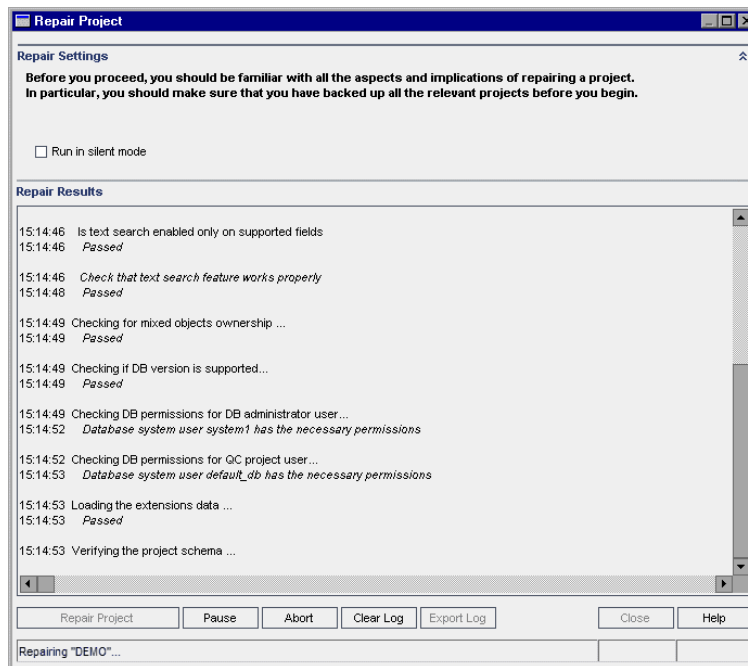 Repair Project
Repair Settings
Before you proceed, you should be familiar with all the aspects and implications of repairing a project.
In particular, you should make sure that you have backed up all the relevant projects before you begin.
Run in silent mode
Repair Results
15:14:46 Is text search enabled only on supported fields
15:14:46 Passed
15:14:46 Check that text search feature works properly
15:14:48 Passed
15:14:49 Checking for mixed objects ownership ...
15:14:49 Passed
15:14:49 Checking if DB version is supported...
15:14:49 Passed
15:14:49 Checking DB permissions for DB administrator user...
15:14:52 Database system user system1 has the necessary permissions
15:14:52 Checking DB permissions for QC project user...
15:14:53 Database system user default_db has the necessary permissions
15:14:53 Loading the extensions data ...
15:14:53 Passed
15:14:53 Verifying the project schema ...
Repair Project Pause Abort Clear Log Export Log Close Help
Repairing "DEMO"...